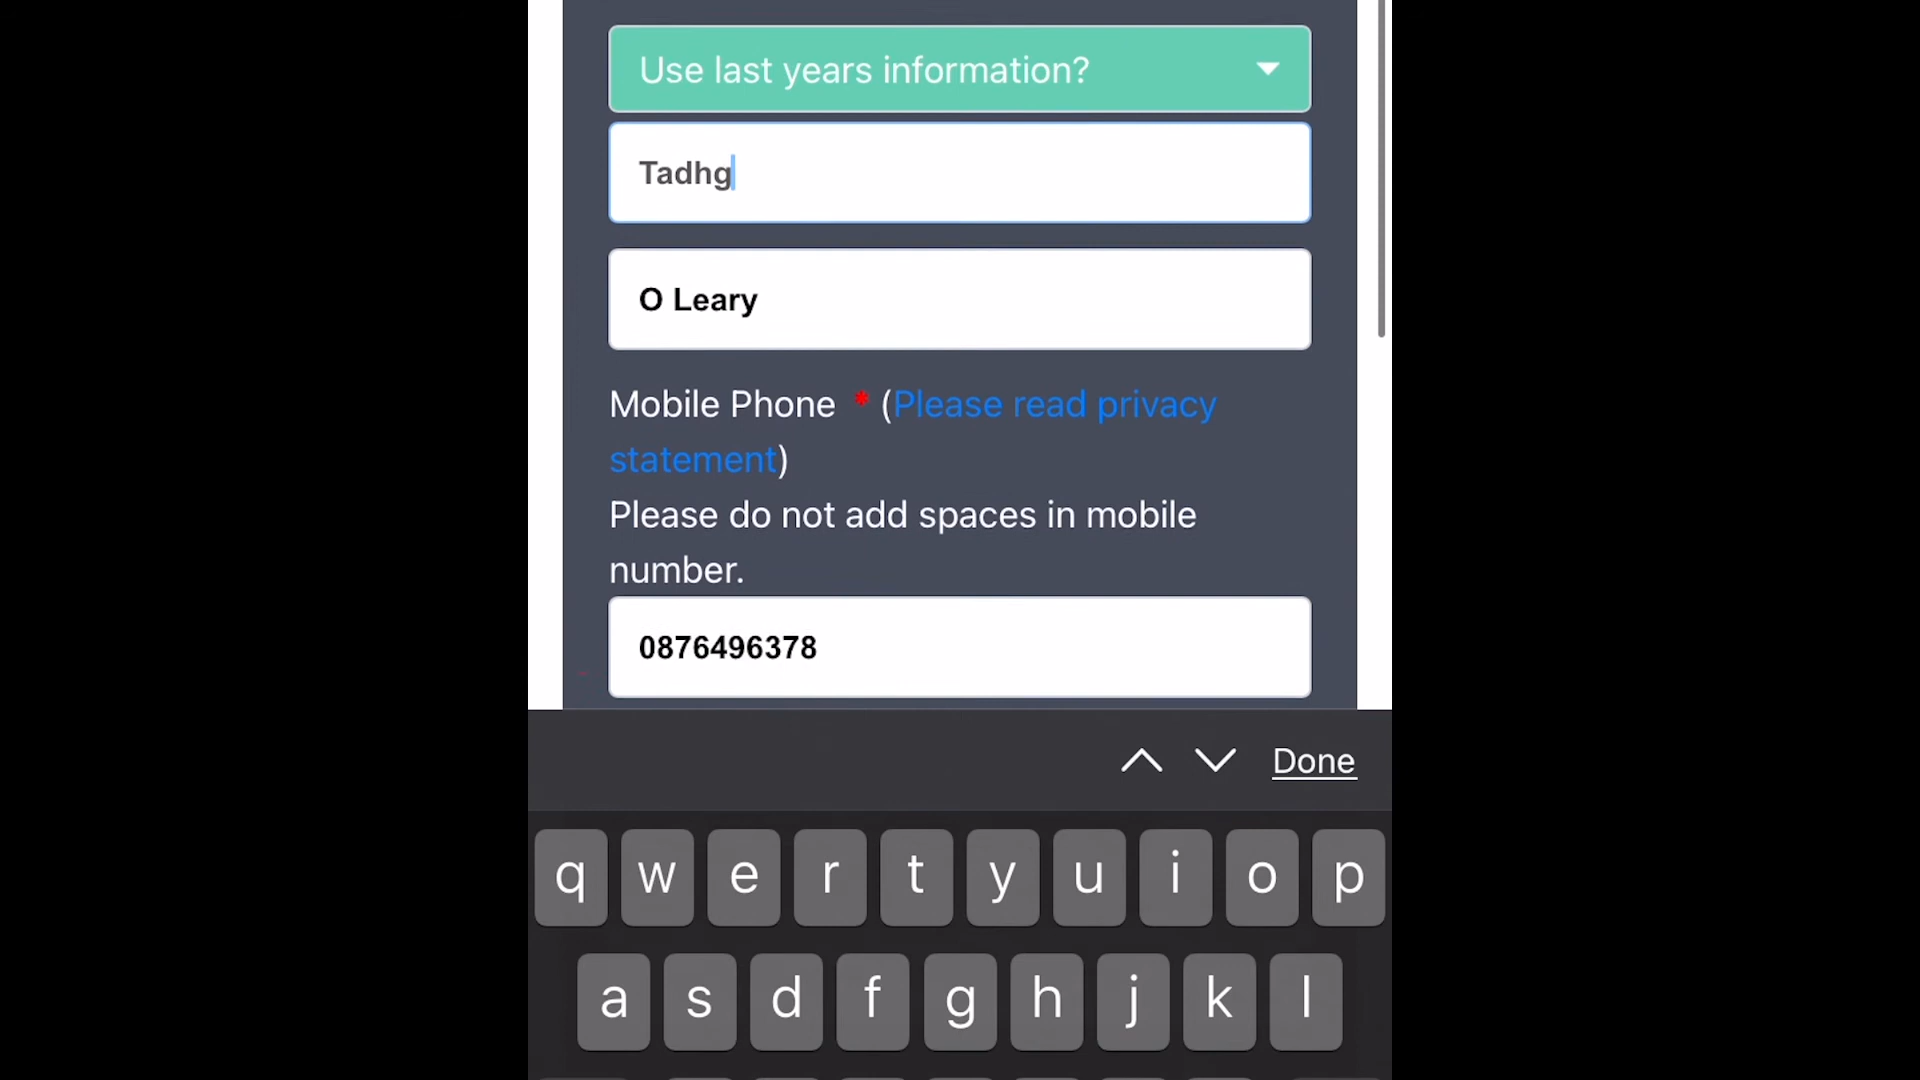 Use last years information?
Tadhg
O Leary
Mobile Phone * (Please read privacy
statement)
Please do not add spaces in mobile
number.
0876496378
Done
q w e r t y u i o p
a s d f g h j k l